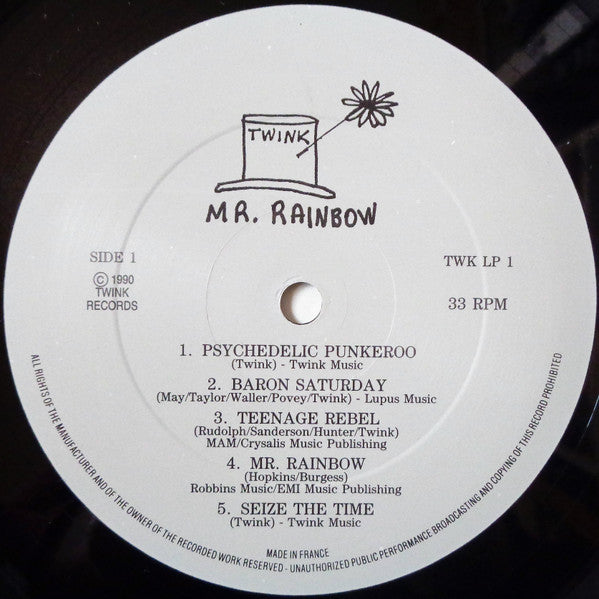 TWINK
MR. RAINBOW
SIDE 1
© 1990
TWINK
RECORDS
TWK LP 1
33 RPM
1. PSYCHEDELIC PUNKEROO
(Twink) - Twink Music
2. BARON SATURDAY
(May/Taylor/Waller/Povey/Twink) - Lupus Music
3. TEENAGE REBEL
(Rudolph/Sanderson/Hunter/Twink)
MAM/Crysalis Music Publishing
4. MR. RAINBOW
(Hopkins/Burgess)
Robbins Music/EMI Music Publishing
5. SEIZE THE TIME
(Twink) - Twink Music
MADE IN FRANCE
ALL RIGHTS OF THE MANUFACTURER AND OF THE OWNER OF THE RECORDED WORK RESERVED - UNAUTHORIZED PUBLIC PERFORMANCE BROADCASTING AND COPYING OF THIS RECORD PROHIBITED